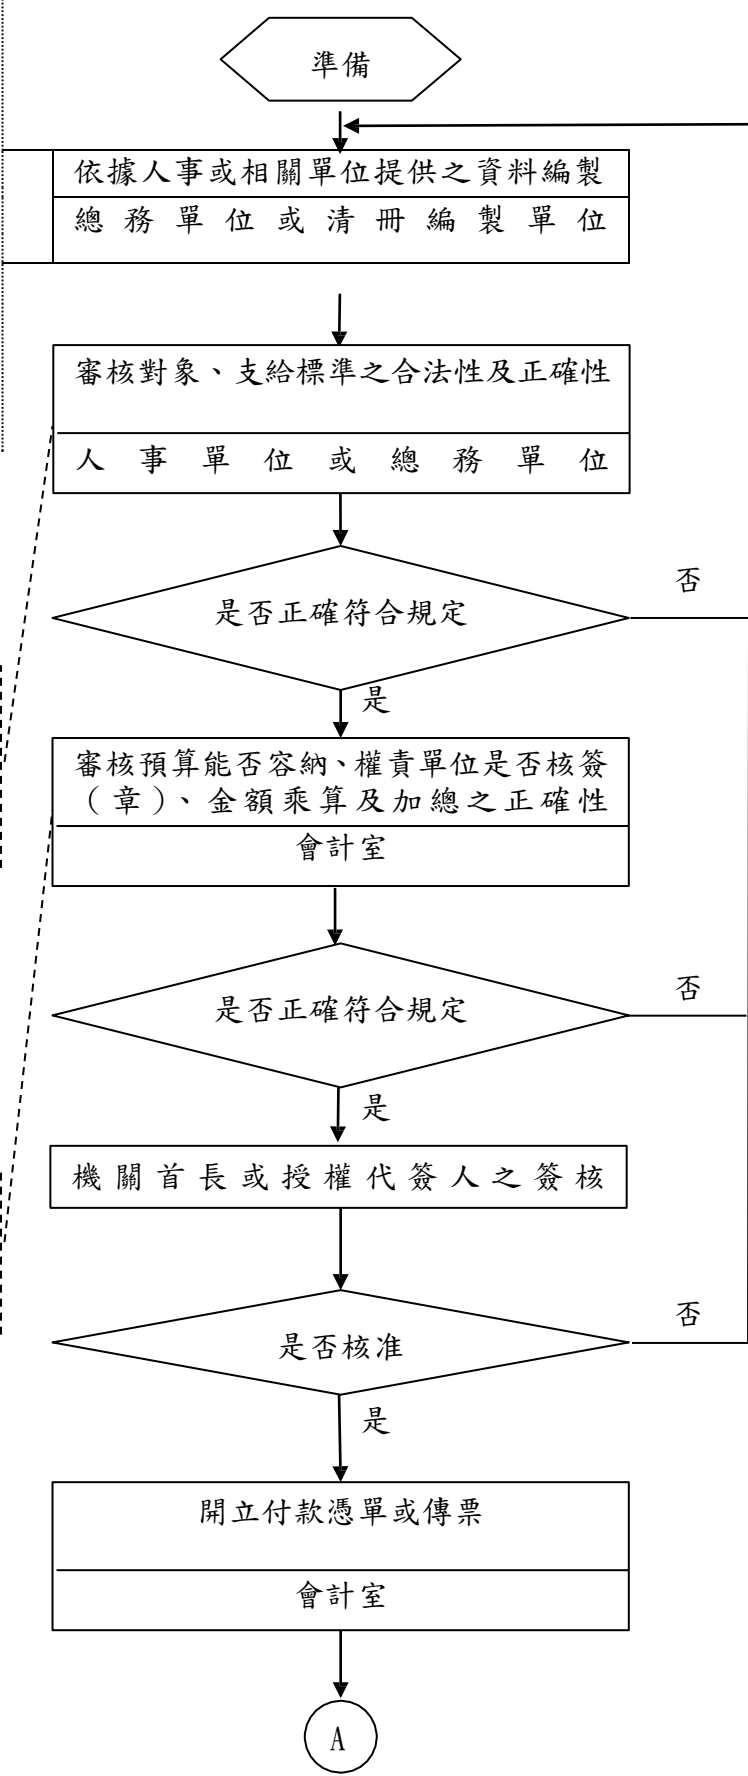 準備
依據人事或相關單位提供之資料編製
總務單位或清冊編製單位
審核對象、支給標準之合法性及正確性
人事單位或總務單位
否
是否正確符合規定
是
審核預算能否容納、權責單位是否核簽
（章）、金額乘算及加總之正確性
會計室
否
是否正確符合規定
是
機關首長或授權代簽人之簽核
否
是否核准
是
開立付款憑單或傳票
會計室
A